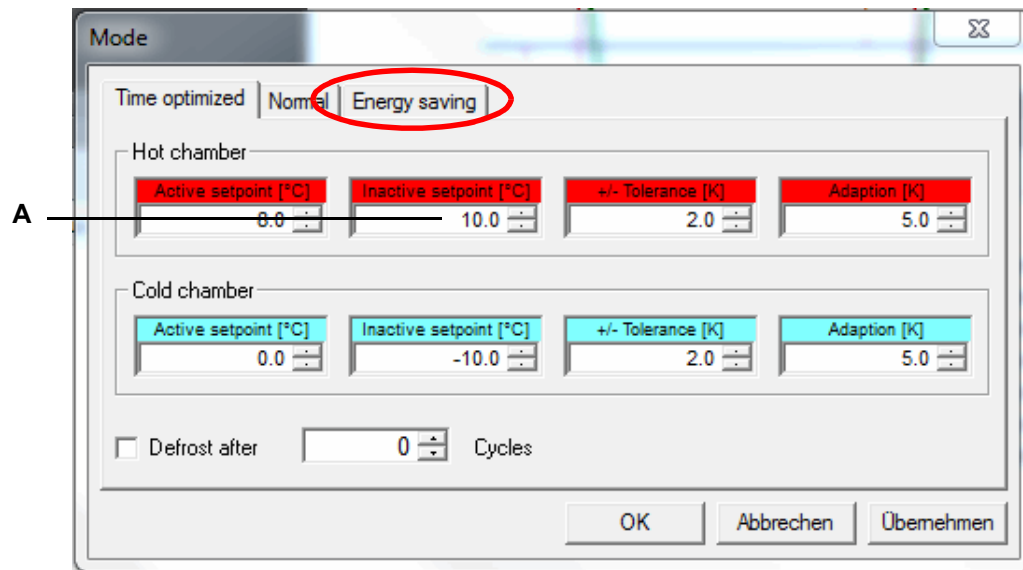 Mode
Time optimized Normal Energy saving
Hot chamber
Active setpoint [°C] Inactive setpoint [°C] +/- Tolerance [K] Adaption [K]
A 8.0 10.0 2.0 5.0
Cold chamber
Active setpoint [°C] Inactive setpoint [°C] +/- Tolerance [K] Adaption [K]
0.0 -10.0 2.0 5.0
Defrost after 0 Cycles
OK Abbrechen Übernehmen